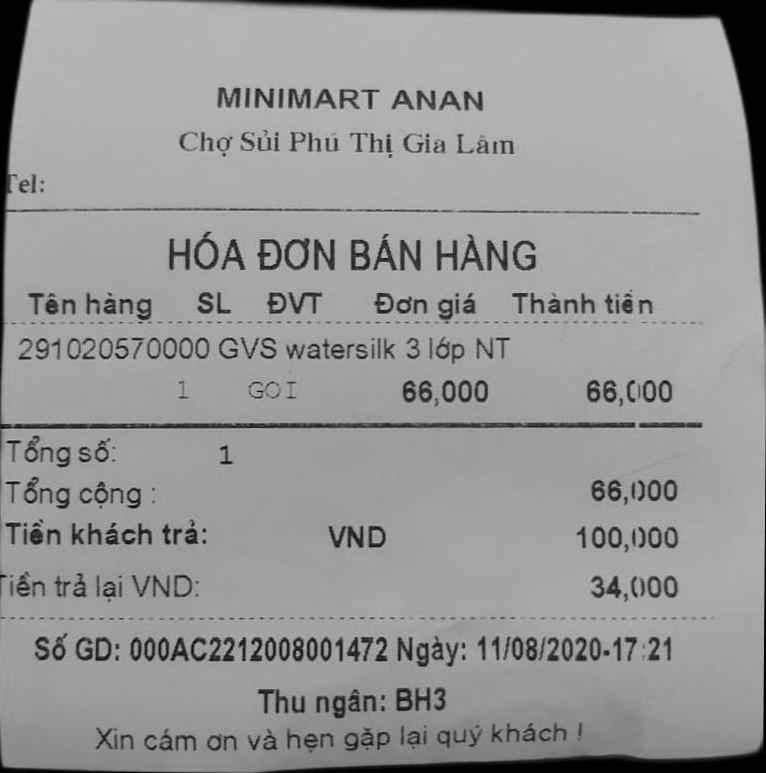 MINIMART ANAN
Chợ Sủi Phú Thị Gia Lâm
Tel:
HÓA ĐƠN BÁN HÀNG
Tên hàng SL ĐVT Đơn giá Thành tiền
291020570000 GVS watersilk 3 lớp NT
1 GOI 66,000 66,000
Tổng số: 1
Tổng cộng : 66,000
Tiền khách trả: VND 100,000
Tiền trả lại VND: 34,000
Số GD: 000AC2212008001472 Ngày: 11/08/2020-17:21
Thu ngân: BH3
Xin cám ơn và hẹn gặp lại quý khách !